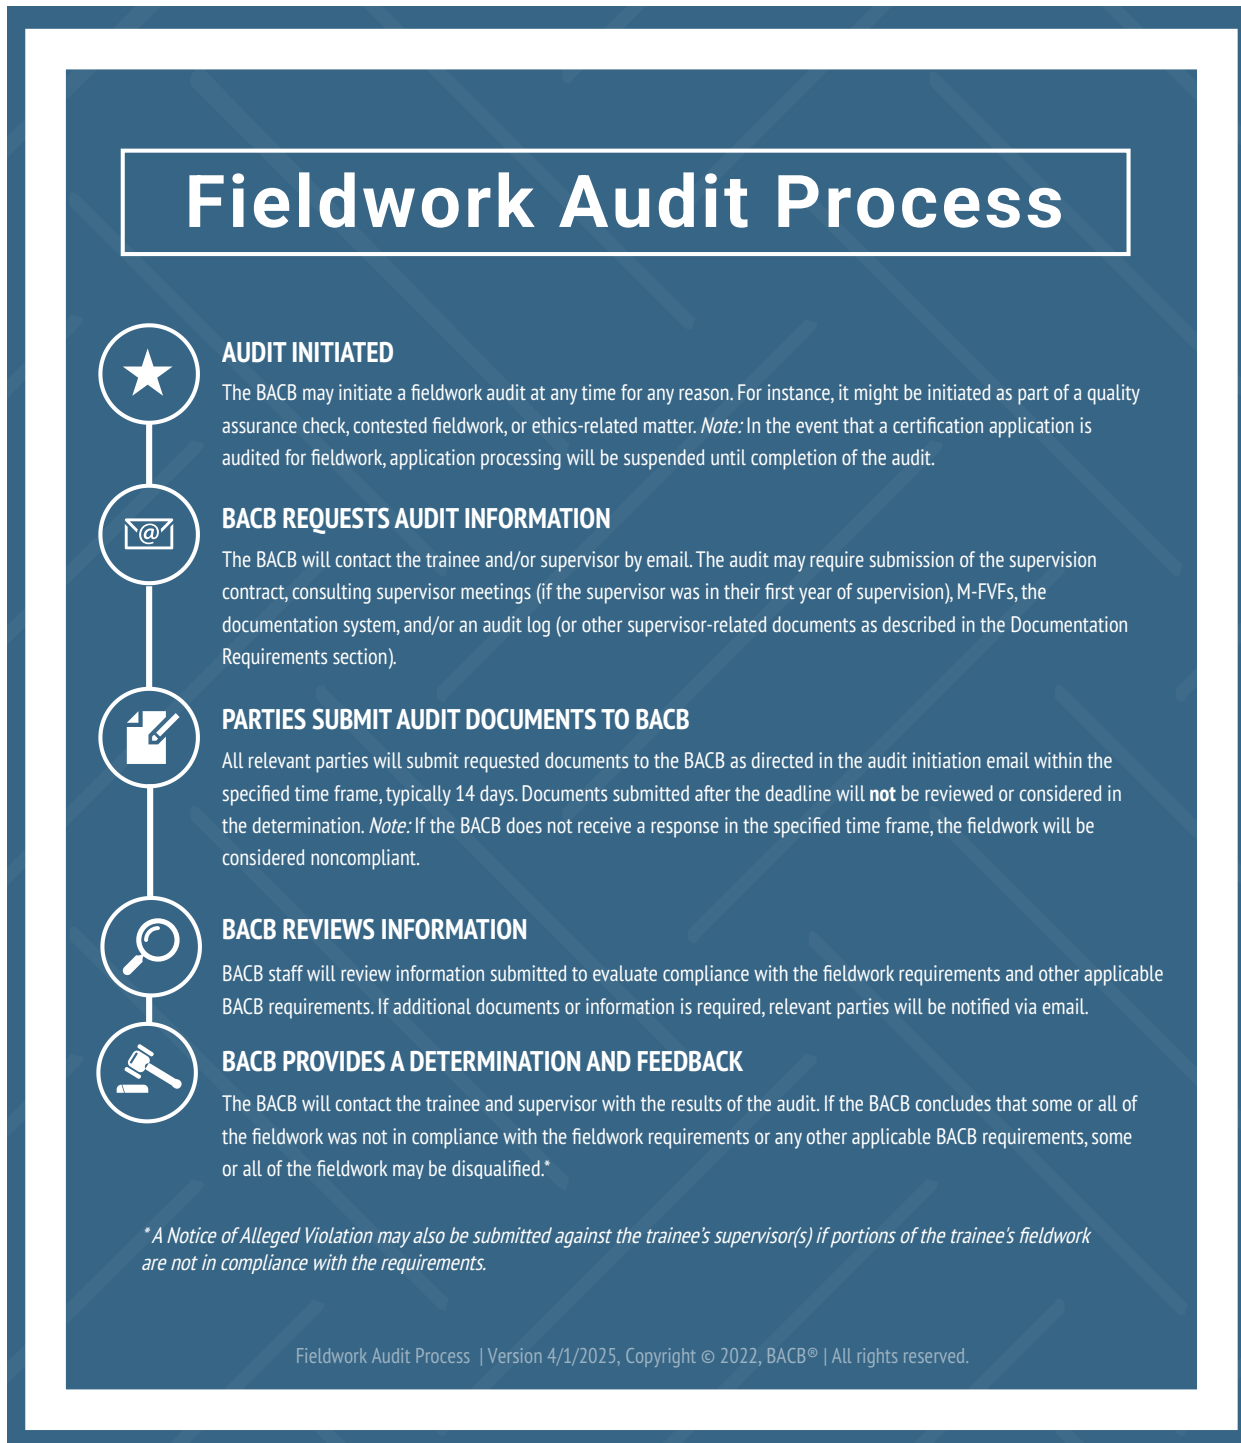 Fieldwork Audit Process
AUDIT INITIATED
The BACB may initiate a fieldwork audit at any time for any reason. For instance, it might be initiated as part of a quality
assurance check, contested fieldwork, or ethics-related matter. Note: In the event that a certification application is
audited for fieldwork, application processing will be suspended until completion of the audit.
@
BACB REQUESTS AUDIT INFORMATION
The BACB will contact the trainee and/or supervisor by email. The audit may require submission of the supervision
contract, consulting supervisor meetings (if the supervisor was in their first year of supervision), M-FVFs, the
documentation system, and/or an audit log (or other supervisor-related documents as described in the Documentation
Requirements section).
PARTIES SUBMIT AUDIT DOCUMENTS TO BACB
All relevant parties will submit requested documents to the BACB as directed in the audit initiation email within the
specified time frame, typically 14 days. Documents submitted after the deadline will not be reviewed or considered in
the determination. Note: If the BACB does not receive a response in the specified time frame, the fieldwork will be
considered noncompliant.
BACB REVIEWS INFORMATION
BACB staff will review information submitted to evaluate compliance with the fieldwork requirements and other applicable
BACB requirements. If additional documents or information is required, relevant parties will be notified via email.
BACB PROVIDES A DETERMINATION AND FEEDBACK
The BACB will contact the trainee and supervisor with the results of the audit. If the BACB concludes that some or all of
the fieldwork was not in compliance with the fieldwork requirements or any other applicable BACB requirements, some
or all of the fieldwork may be disqualified.*
* A Notice of Alleged Violation may also be submitted against the trainee’s supervisor(s) if portions of the trainee's fieldwork
are not in compliance with the requirements.
Fieldwork Audit Process | Version 4/1/2025, Copyright © 2022, BACB® | All rights reserved.